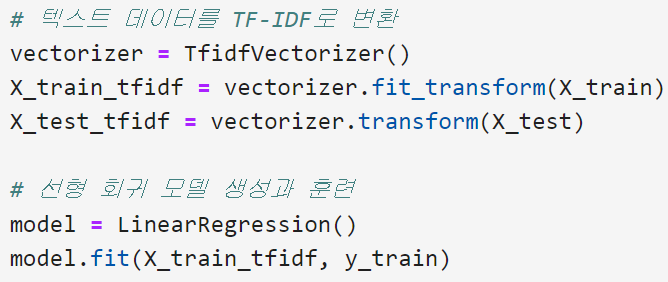 # 텍스트 데이터를 TF-IDF로 변환
vectorizer = TfidfVectorizer()
X_train_tfidf = vectorizer.fit_transform(X_train)
X_test_tfidf = vectorizer.transform(X_test)
# 선형 회귀 모델 생성과 훈련
model = LinearRegression()
model.fit(X_train_tfidf, y_train)